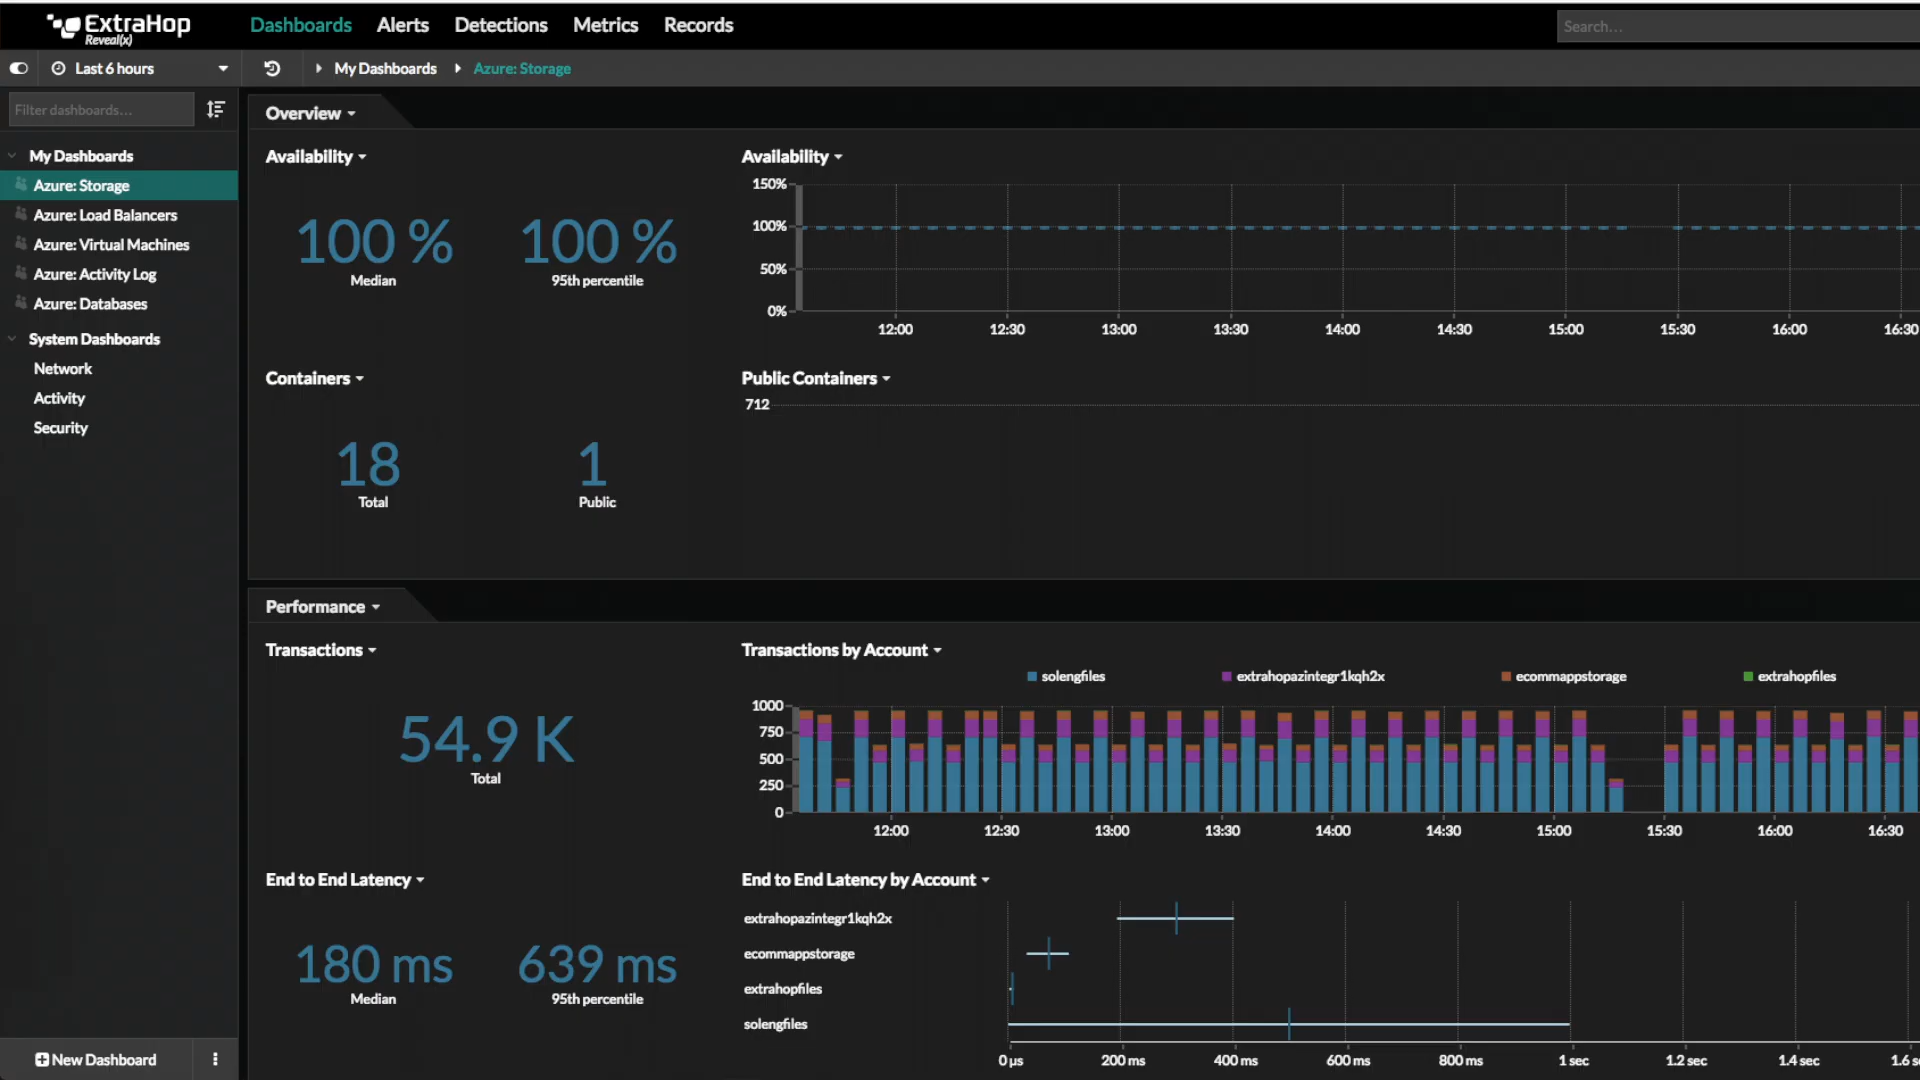 ExtraHop
Reveal(x)
Dashboards
Alerts
Detections
Metrics
Records
Search...
Last 6 hours
My Dashboards
Azure: Storage
Filter dashboards...
My Dashboards
Azure: Storage
Azure: Load Balancers
Azure: Virtual Machines
Azure: Activity Log
Azure: Databases
System Dashboards
Network
Activity
Security
New Dashboard
Overview
Availability
100 %
Median
100 %
95th percentile
Availability
150%
100%
50%
0%
12:00 12:30 13:00 13:30 14:00 14:30 15:00 15:30 16:00 16:30
Containers
18
Total
1
Public
Public Containers
712
Performance
Transactions
54.9 K
Total
Transactions by Account
solengfiles
extrahopazintegr1kqh2x
ecommappstorage
extrahopfiles
1000
750
500
250
0
12:00 12:30 13:00 13:30 14:00 14:30 15:00 15:30 16:00 16:30
End to End Latency
180 ms
Median
639 ms
95th percentile
End to End Latency by Account
extrahopazintegr1kqh2x
ecommappstorage
extrahopfiles
solengfiles
0 µs 200 ms 400 ms 600 ms 800 ms 1 sec 1.2 sec 1.4 sec 1.6 s